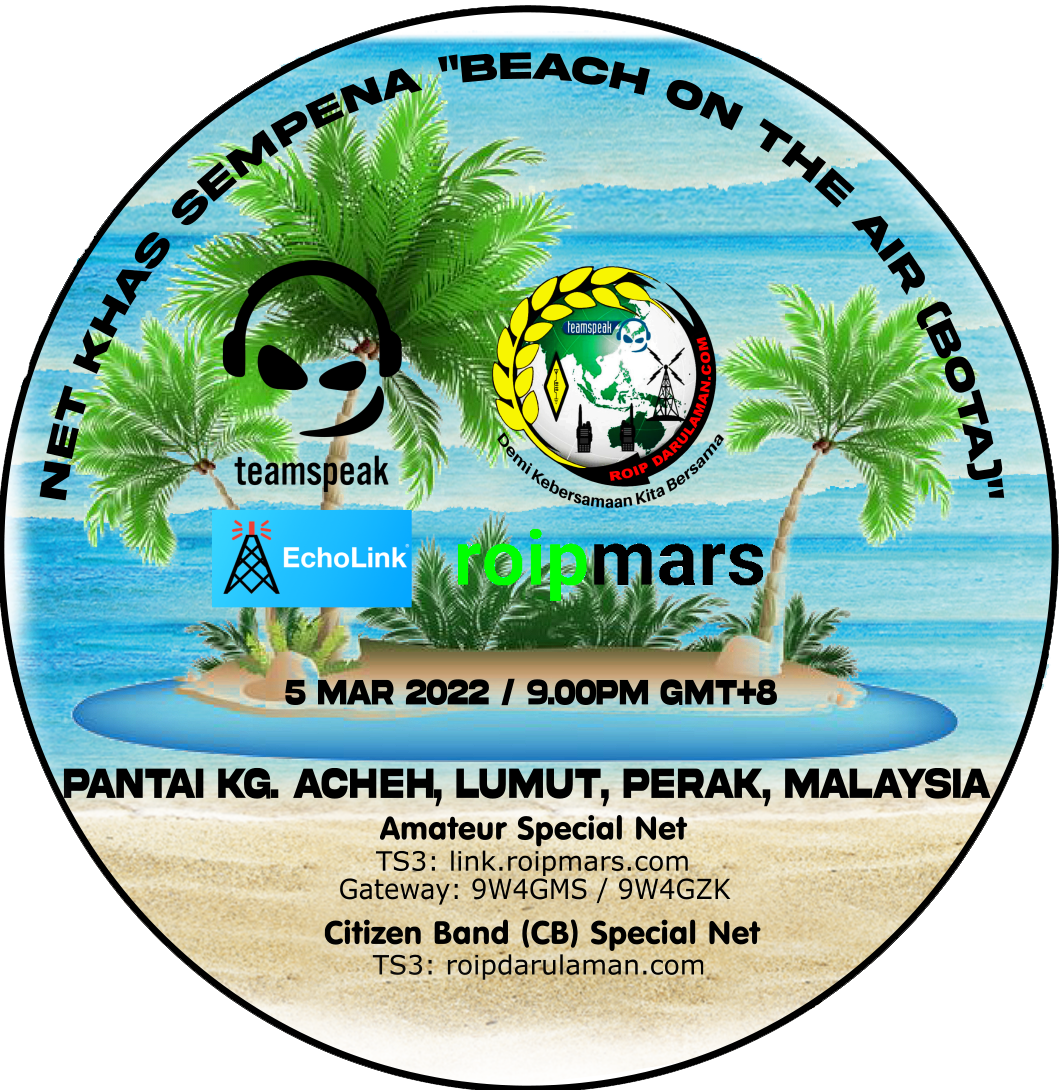 NET KHAS SEMPENA "BEACH ON THE AIR (BOTA)"
teamspeak
teamspeak
ROIP DARULAMAN.COM
Demi Kebersamaan Kita Bersama
EchoLink
roipmars
5 MAR 2022 / 9.00PM GMT+8
PANTAI KG. ACHEH, LUMUT, PERAK, MALAYSIA
Amateur Special Net
TS3: link.roipmars.com
Gateway: 9W4GMS / 9W4GZK
Citizen Band (CB) Special Net
TS3: roipdarulaman.com